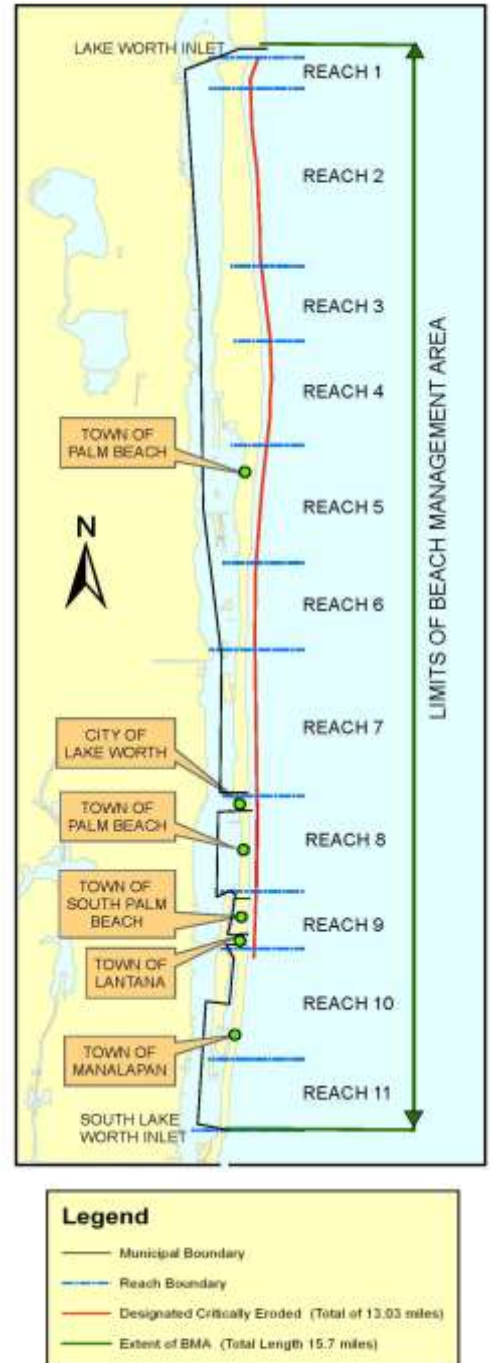 LAKE WORTH INLET
REACH 1
REACH 2
REACH 3
REACH 4
TOWN OF
PALM BEACH
REACH 5
N
REACH 6
LIMITS OF BEACH MANAGEMENT AREA
REACH 7
CITY OF
LAKE WORTH
TOWN OF
PALM BEACH
REACH 8
TOWN OF
SOUTH PALM
BEACH
REACH 9
TOWN OF
LANTANA
REACH 10
TOWN OF
MANALAPAN
REACH 11
SOUTH LAKE
WORTH INLET
Legend
Municipal Boundary
Reach Boundary
Designated Critically Eroded (Total of 13.03 miles)
Extent of BMA (Total Length 15.7 miles)